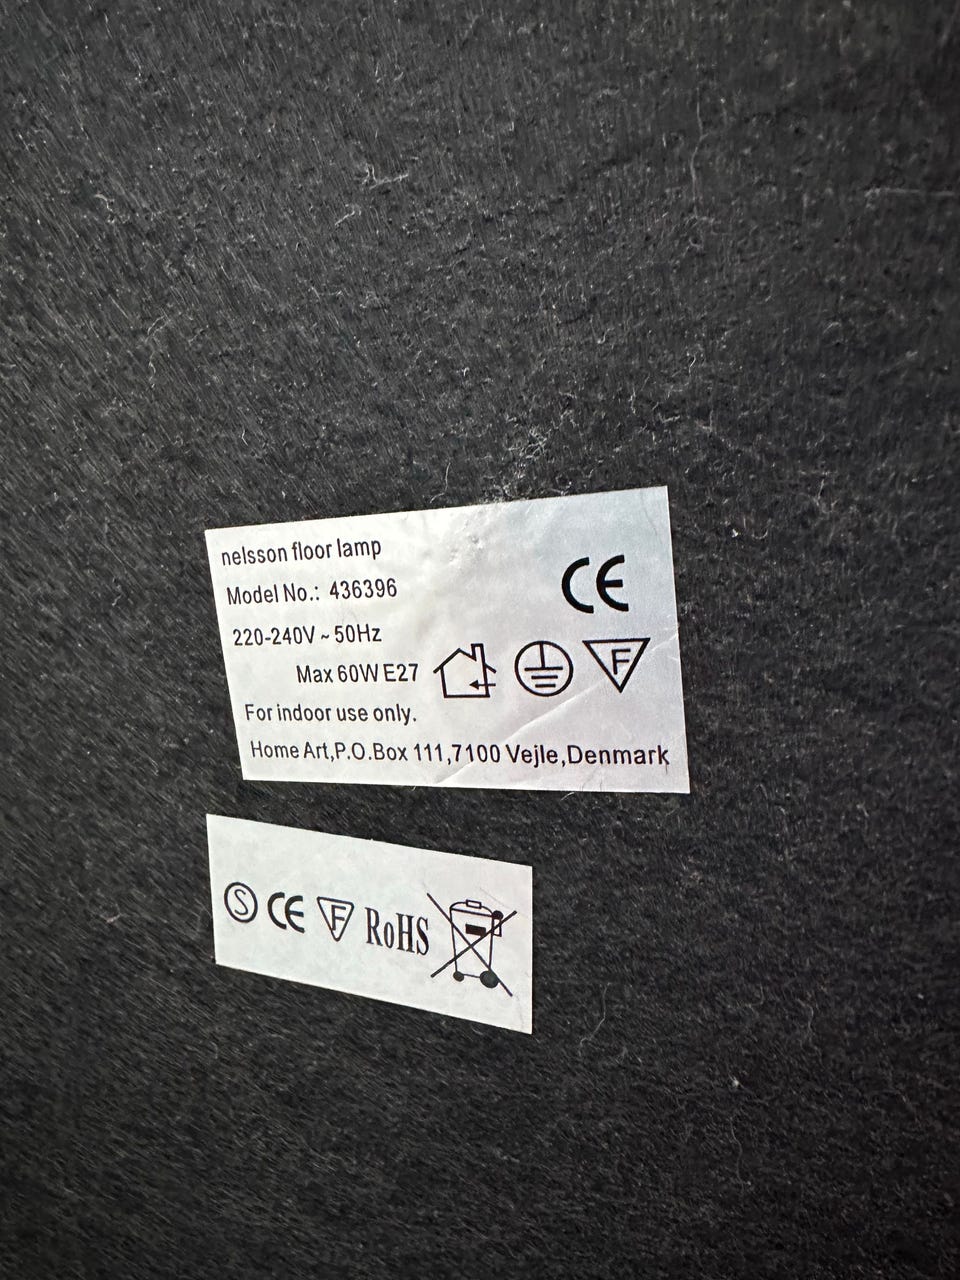 nelsson floor lamp
Model No.: 436396
220-240V ~ 50Hz
Max 60W E27
For indoor use only.
Home Art,P.O.Box 111,7100 Vejle,Denmark
CE
F
S CE F RoHS